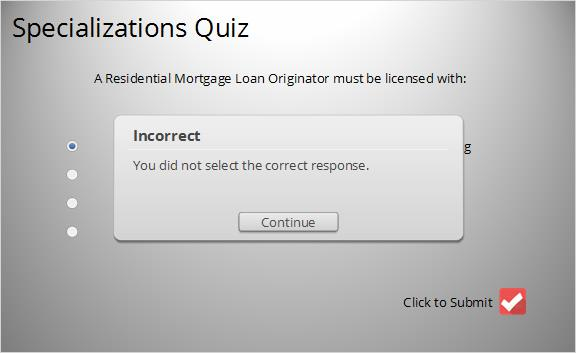 Specializations Quiz
A Residential Mortgage Loan Originator must be licensed with:
Incorrect
g
You did not select the correct response.
Continue
Click to Submit